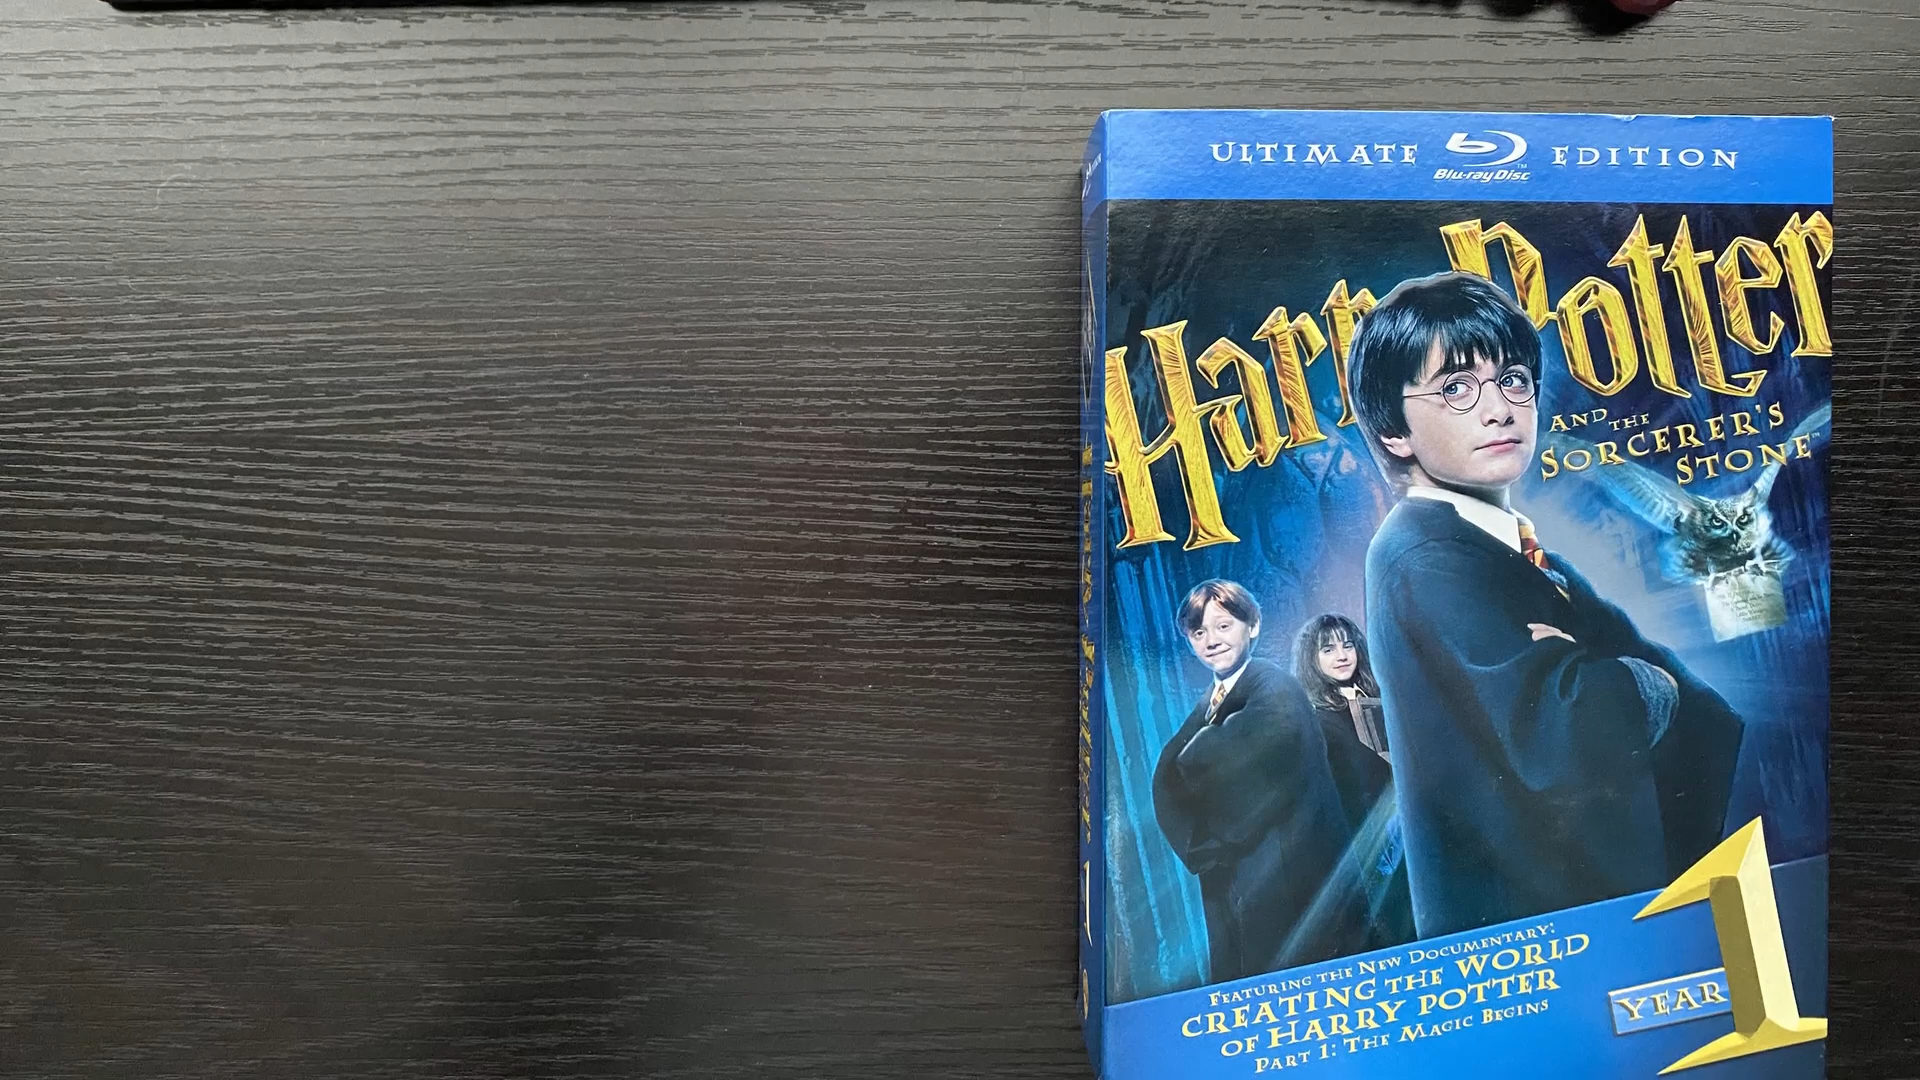 ULTIMATE Blu-ray Disc EDITION
Harry Potter
AND THE
SORCERER'S
STONE
FEATURING THE NEW DOCUMENTARY:
CREATING THE WORLD
OF HARRY POTTER
PART 1: THE MAGIC BEGINS
YEAR 1